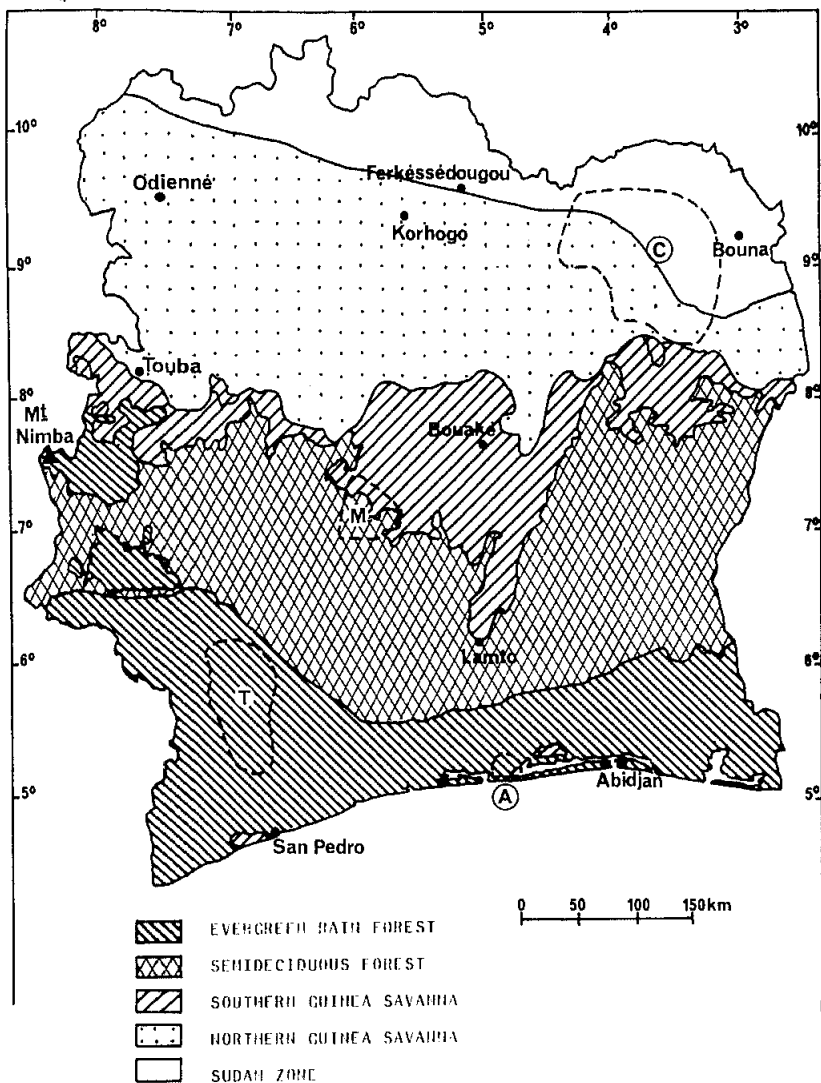 8° 7° 6° 5° 4° 3°
10° 10°
Odienné
Ferkéssédougou
Korhogo
Bouna
C
9° 9°
Touba
8° 8°
Mt
Nimba
Bouaké
M
7° 7°
Lamto
6° 6°
T
Abidjan
5° 5°
A
San Pedro
0 50 100 150 km
EVERGREEN RAIN FOREST
SEMIDECIDUOUS FOREST
SOUTHERN GUINEA SAVANNA
NORTHERN GUINEA SAVANNA
SUDAN ZONE